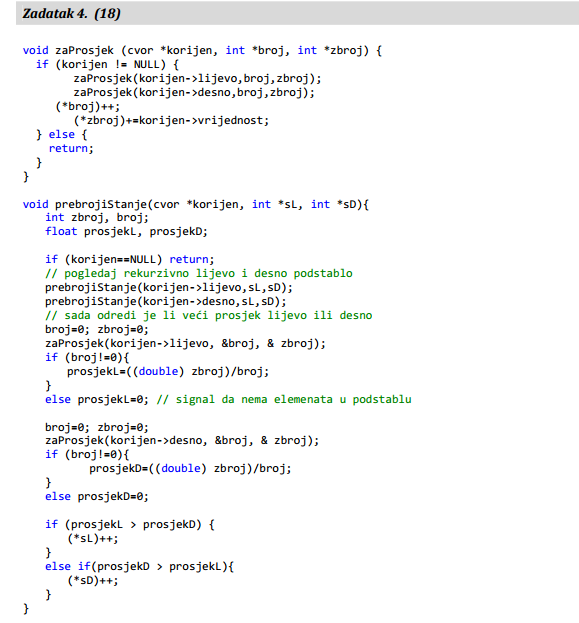 Zadatak 4. (18)
void zaProsjek (cvor *korijen, int *broj, int *zbroj) {
if (korijen != NULL) {
zaProsjek(korijen->lijevo,broj,zbroj);
zaProsjek(korijen->desno,broj,zbroj);
(*broj)++;
(*zbroj)+=korijen->vrijednost;
} else {
return;
}
}
void prebrojiStanje(cvor *korijen, int *sL, int *sD){
int zbroj, broj;
float prosjekL, prosjekD;
if (korijen==NULL) return;
// pogledaj rekurzivno lijevo i desno podstablo
prebrojiStanje(korijen->lijevo,sL,sD);
prebrojiStanje(korijen->desno,sL,sD);
// sada odredi je li veći prosjek lijevo ili desno
broj=0; zbroj=0;
zaProsjek(korijen->lijevo, &broj, & zbroj);
if (broj!=0){
prosjekL=((double) zbroj)/broj;
}
else prosjekL=0; // signal da nema elemenata u podstablu
broj=0; zbroj=0;
zaProsjek(korijen->desno, &broj, & zbroj);
if (broj!=0){
prosjekD=((double) zbroj)/broj;
}
else prosjekD=0;
if (prosjekL > prosjekD) {
(*sL)++;
}
else if(prosjekD > prosjekL){
(*sD)++;
}
}